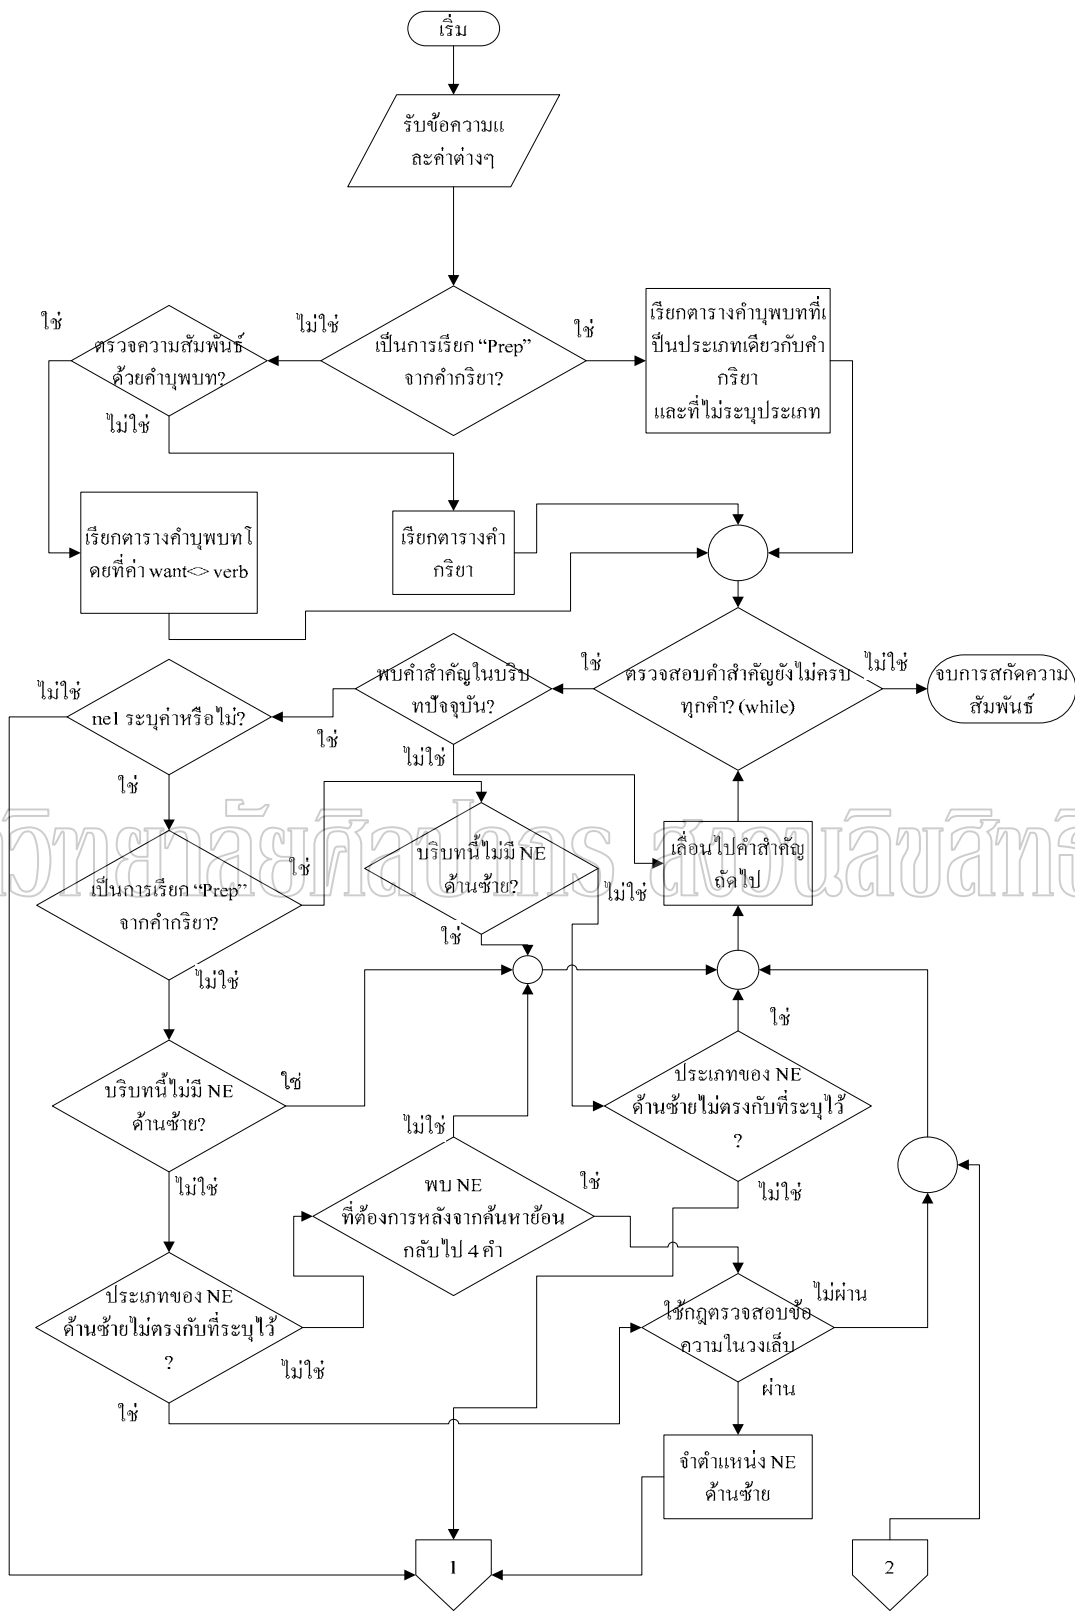 เริ่ม
รับข้อความแ
ละค่าต่างๆ
ใช่
ไม่ใช่
ใช่
ตรวจความสัมพันธ์
ด้วยคำบุพบท?
เป็นการเรียก “Prep”
จากคำกริยา?
เรียกตารางคำบุพบทที่เ
ป็นประเภทเดียวกับคำ
กริยา
และที่ไม่ระบุประเภท
ไม่ใช่
เรียกตารางคำบุพบทโ
ดยที่ค่า want<> verb
เรียกตารางคำ
กริยา
ไม่ใช่
ne1 ระบุค่าหรือไม่?
ใช่
พบคำสำคัญในบริบ
ทปัจจุบัน?
ใช่
ตรวจสอบคำสำคัญยังไม่ครบ
ทุกคำ? (while)
ไม่ใช่
จบการสกัดความ
สัมพันธ์
ไม่ใช่
ใช่
เป็นการเรียก “Prep”
จากคำกริยา?
ใช่
บริบทนี้ไม่มี NE
ด้านซ้าย?
ไม่ใช่
เลื่อนไปคำสำคัญ
ถัดไป
วิทยาลัยศิลปากร สงวนลิขสิทธิ
ใช่
ไม่ใช่
ใช่
บริบทนี้ไม่มี NE
ด้านซ้าย?
ใช่
ประเภทของ NE
ด้านซ้ายไม่ตรงกับที่ระบุไว้
?
ไม่ใช่
ไม่ใช่
พบ NE
ที่ต้องการหลังจากค้นหาย้อน
กลับไป 4 คำ
ใช่
ไม่ใช่
ประเภทของ NE
ด้านซ้ายไม่ตรงกับที่ระบุไว้
?
ไม่ใช่
ใช่
ใช้กฎตรวจสอบข้อ
ความในวงเล็บ
ไม่ผ่าน
ผ่าน
จำตำแหน่ง NE
ด้านซ้าย
1
2